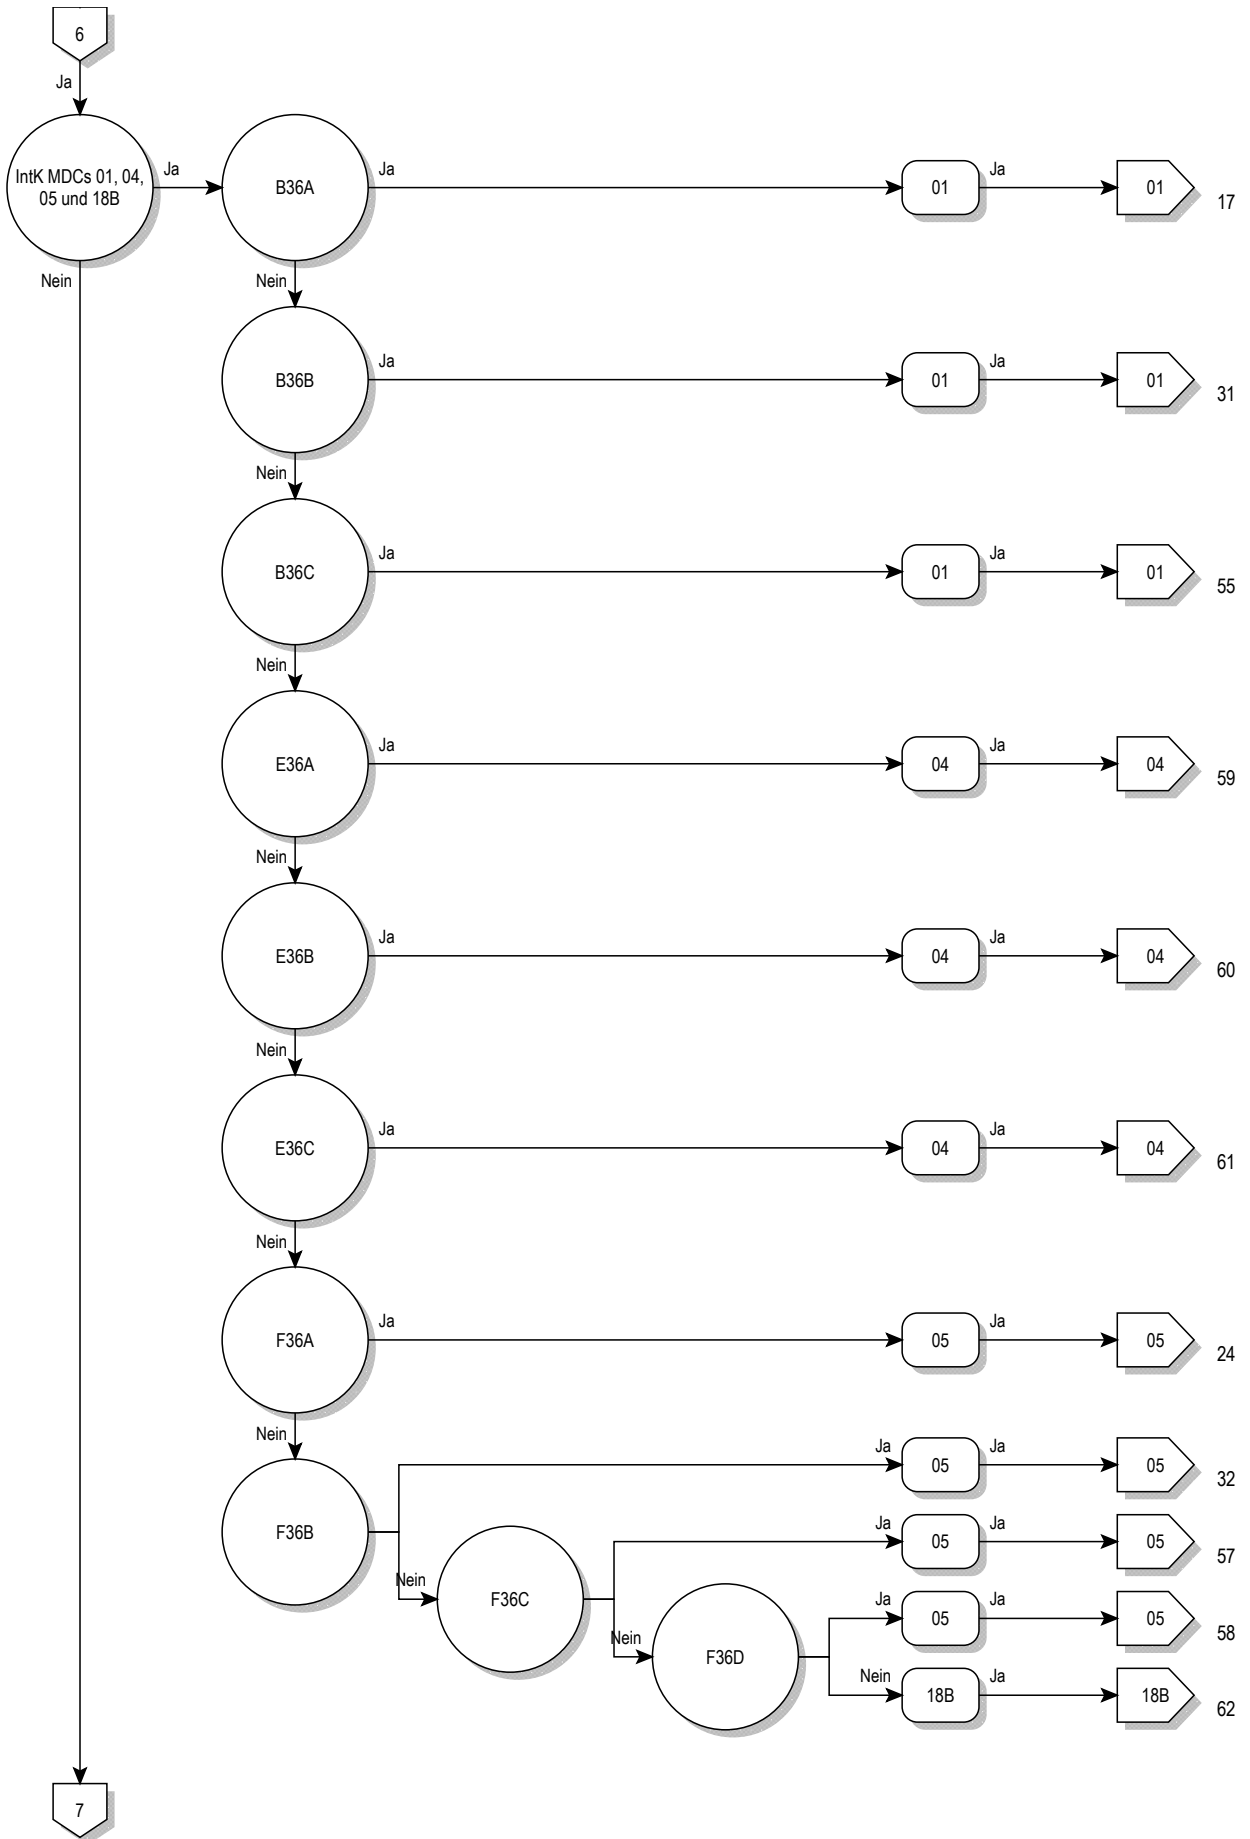 6
Ja
IntK MDCs 01, 04,
05 und 18B
Ja
B36A
Ja
01
Ja
01
17
Nein
Nein
B36B
Ja
01
Ja
01
31
Nein
B36C
Ja
01
Ja
01
55
Nein
E36A
Ja
04
Ja
04
59
Nein
E36B
Ja
04
Ja
04
60
Nein
E36C
Ja
04
Ja
04
61
Nein
F36A
Ja
05
Ja
05
24
Nein
F36B
Ja
05
Ja
05
32
Nein
F36C
Ja
05
Ja
05
57
Nein
F36D
Ja
05
Ja
05
58
Nein
18B
Ja
18B
62
7